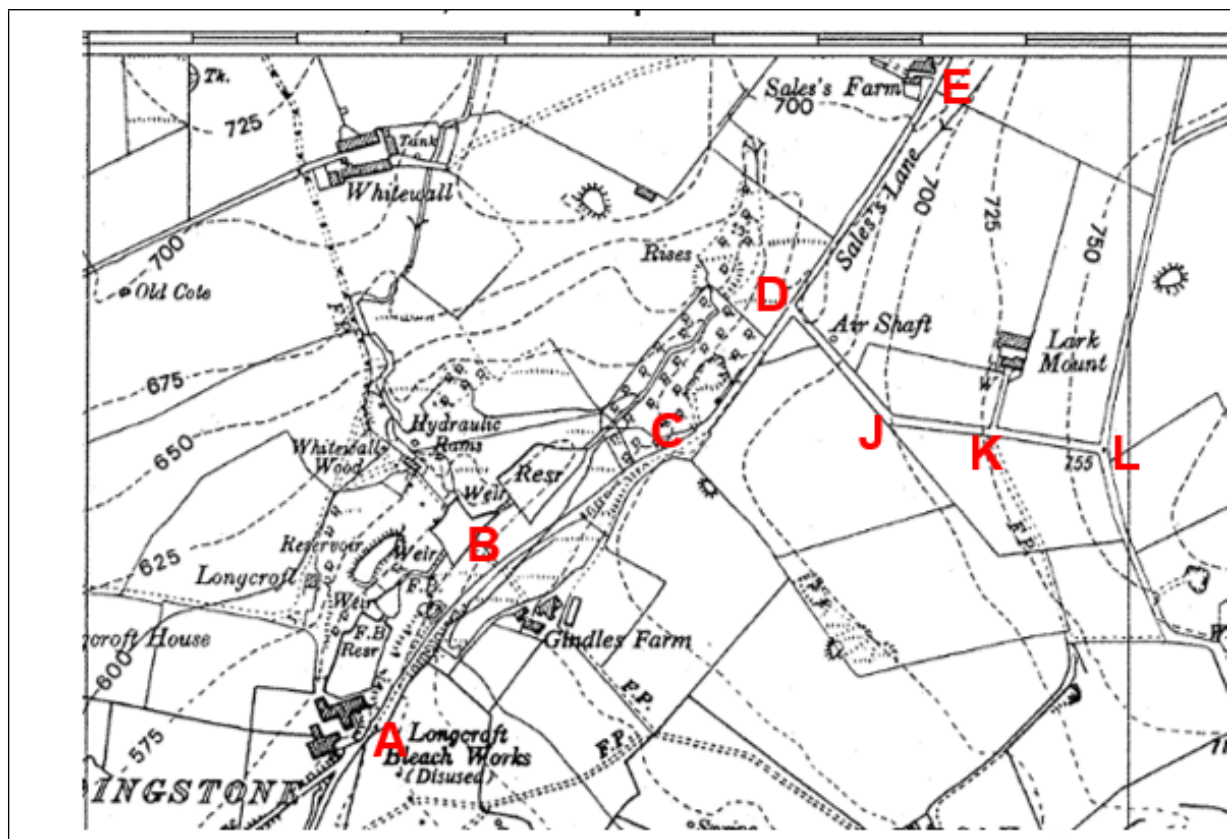 Th.
725
Tank
Whitewall
700
Old Cote
F.P.
Sales's Farm
700
E
Sales's Lane
700
725
750
Rises
D
Air Shaft
Lark
Mount
W
675
650
Hydraulic
Rams
Whitewall
Wood
C
J
K
755
L
Resr
Weir
B
Reservoir
Weir
625
Longcroft
Weir
F.B.
F.B.
Resr
croft House
600
Gindles Farm
F.P.
F.P.
F.P.
F.P.
575
A
Longcroft
Bleach Works
(Disused)
INGSTONE
Spring
W